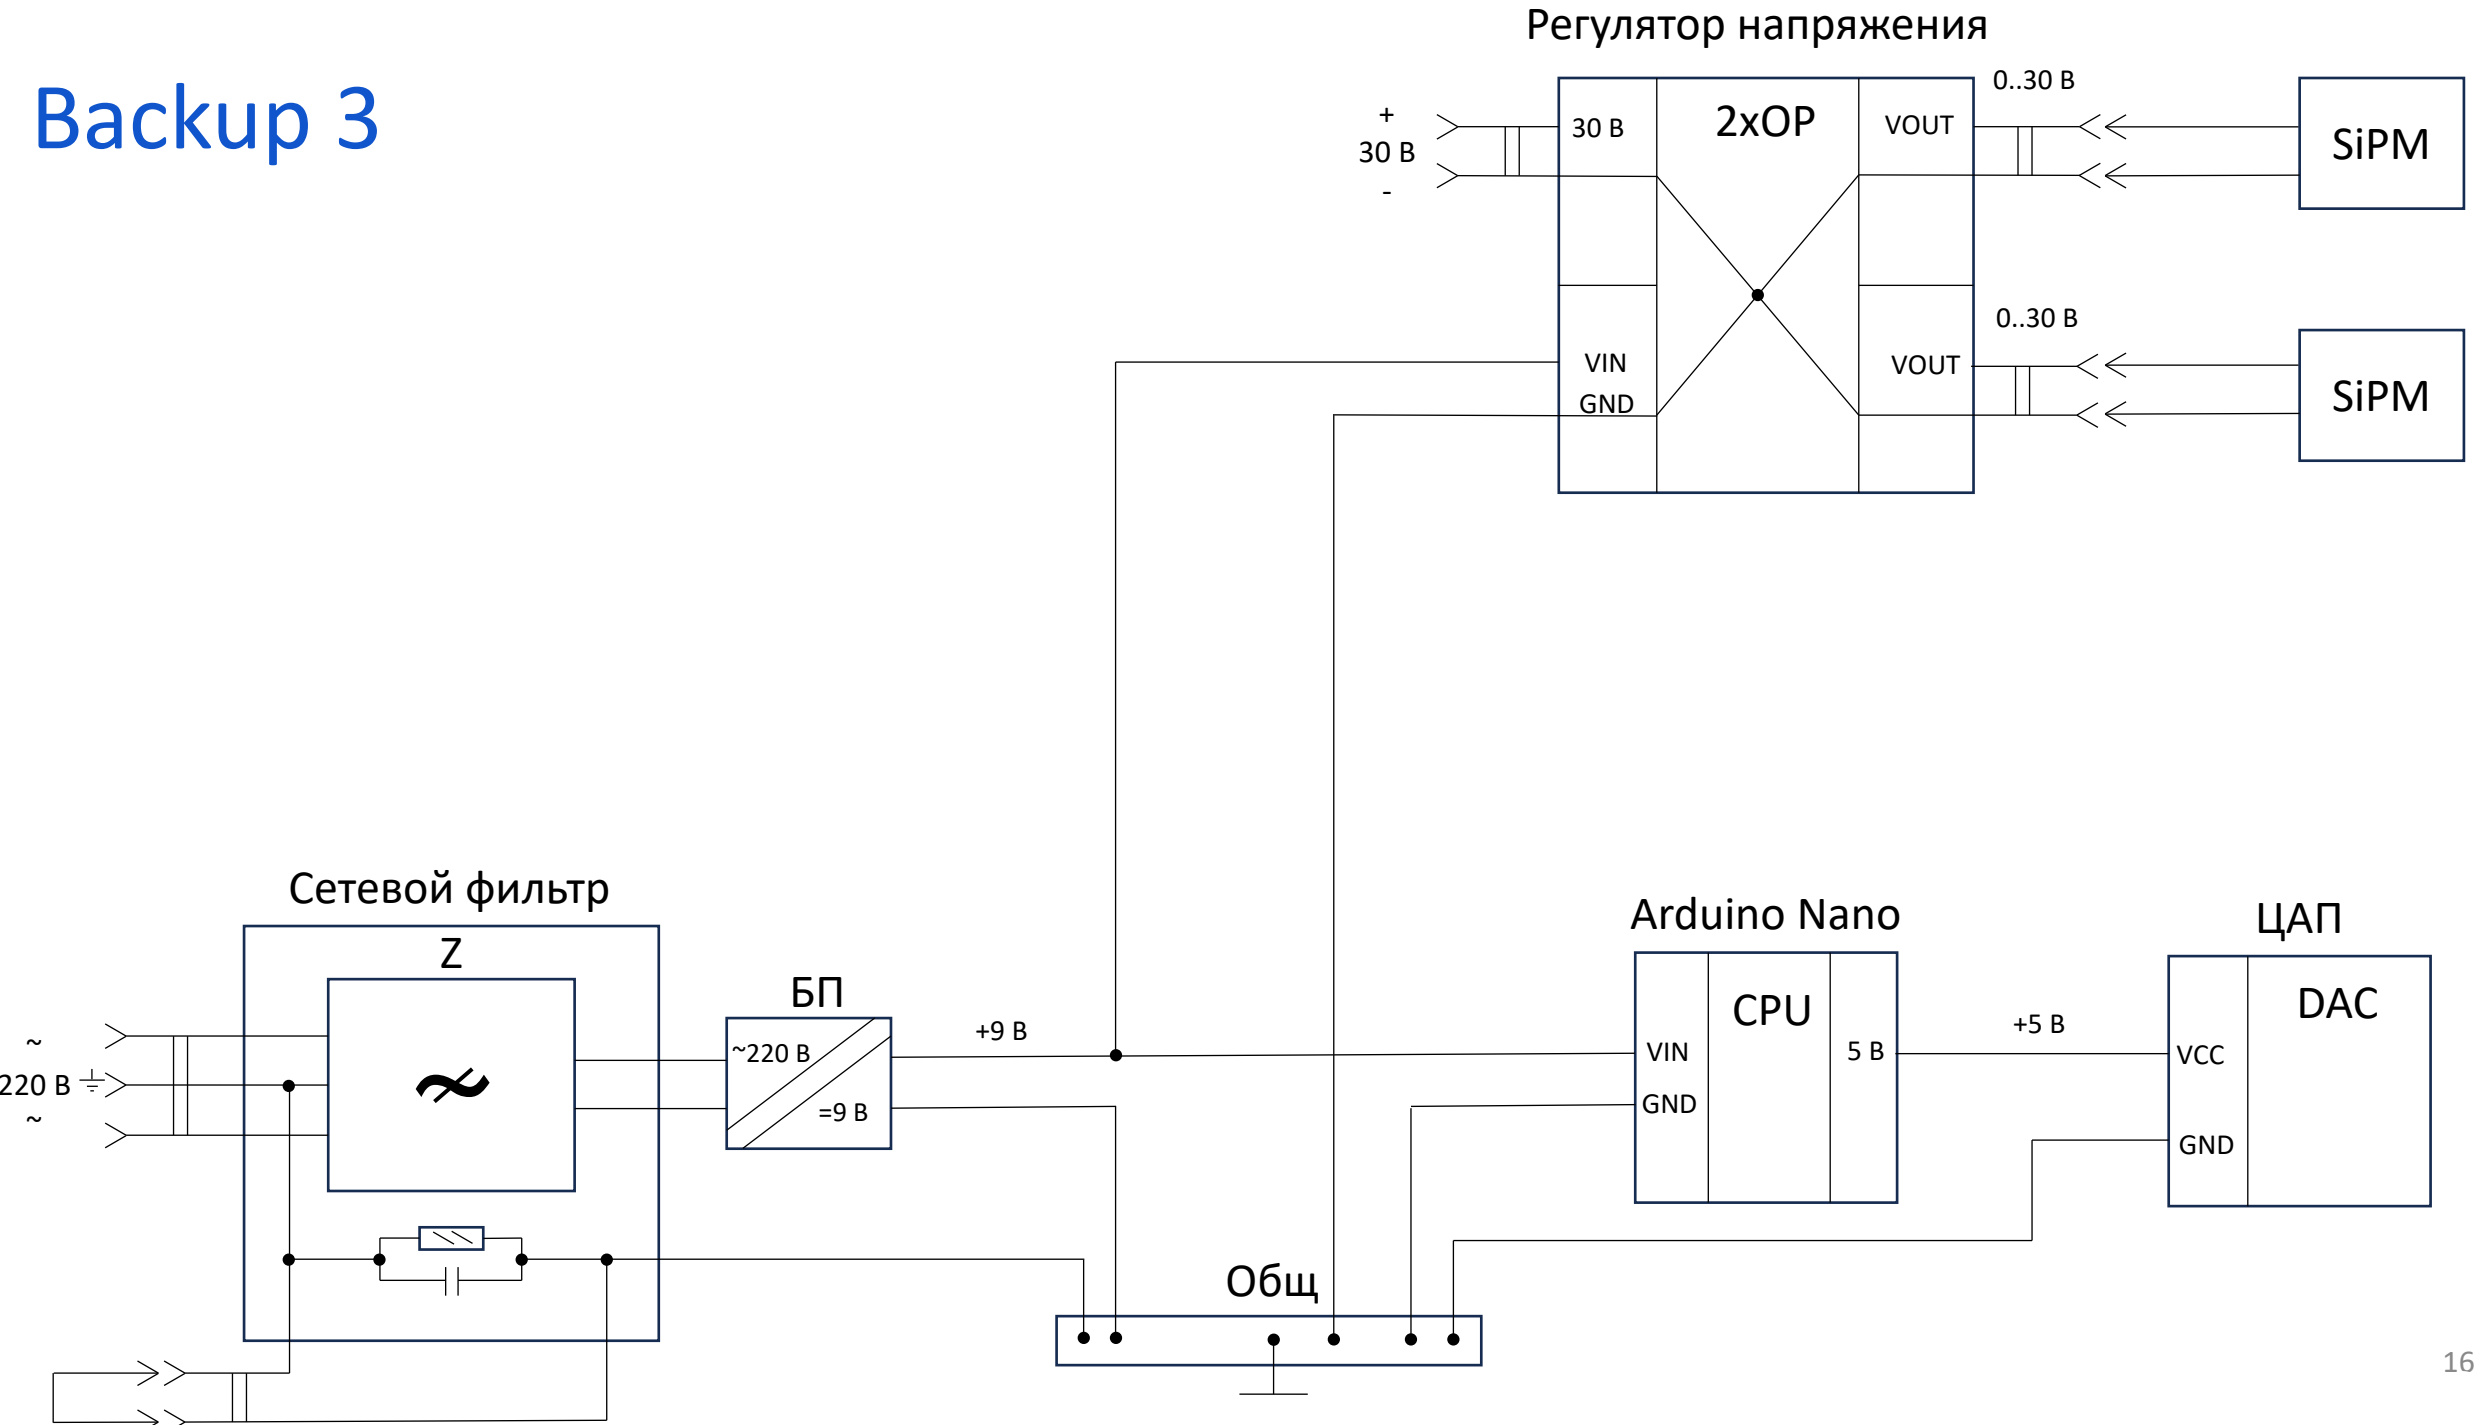 Регулятор напряжения
Backup 3
+
30 В
-
30 В
2xOP
VOUT
0..30 В
SiPM
VIN
GND
VOUT
0..30 В
SiPM
Сетевой фильтр
Z
~
220 В
~
БП
~220 В
=9 В
+9 В
Arduino Nano
VIN
GND
CPU
5 В
+5 В
ЦАП
VCC
GND
DAC
Общ
16